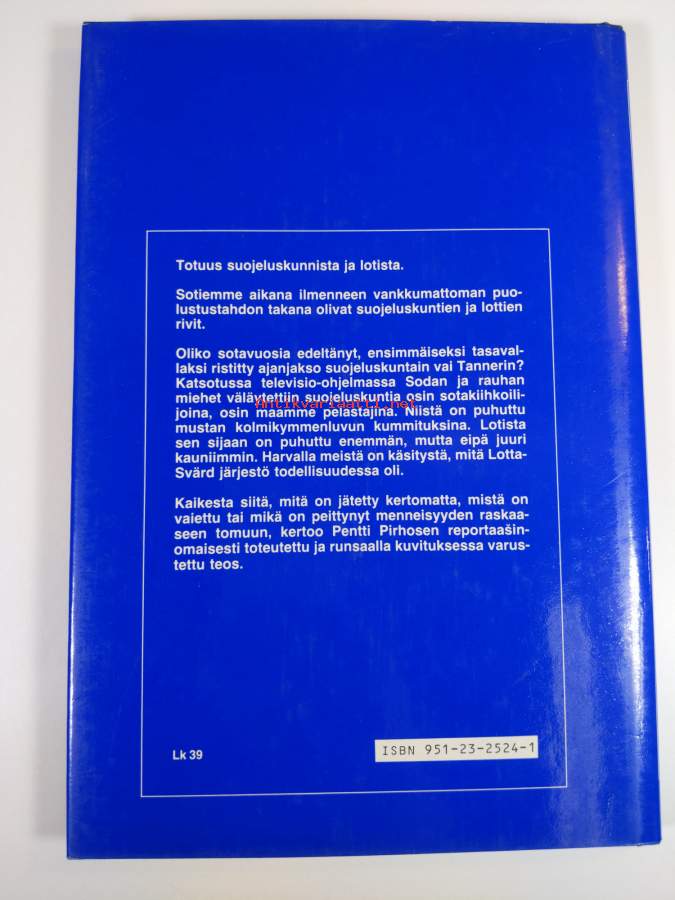 Totuus suojeluskunnista ja lotista.
Sotiemme aikana ilmenneen vankkumattoman puo-
lustustahdon takana olivat suojeluskuntien ja lottien
rivit.
Oliko sotavuosia edeltänyt, ensimmäiseksi tasaval-
laksi ristitty ajanjakso suojeluskuntain vai Tannerin?
Katsotussa televisio-ohjelmassa Sodan ja rauhan
miehet väläytettiin suojeluskuntia osin sotakiihkoili-
joina, osin maamme pelastajina. Niistä on puhuttu
Antikvariaatti.net
mustan kolmikymmenluvun kummituksina. Lotista
sen sijaan on puhuttu enemmän, mutta eipä juuri
kauniimmin. Harvalla meistä on käsitystä, mitä Lotta-
Svärd järjestö todellisuudessa oli.
Kaikesta siitä, mitä on jätetty kertomatta, mistä on
vaiettu tai mikä on peittynyt menneisyyden raskaa-
seen tomuun, kertoo Pentti Pirhosen reportaašin-
omaisesti toteutettu ja runsaalla kuvituksessa varus-
tettu teos.
Lk 39
ISBN 951-23-2524-1